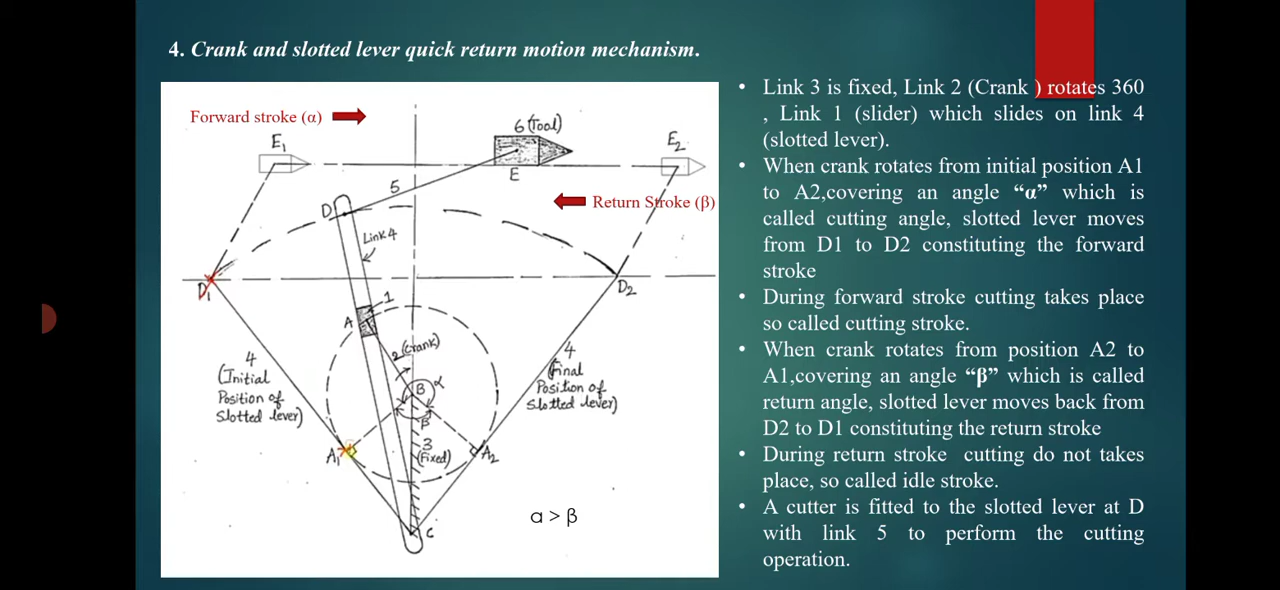 4. Crank and slotted lever quick return motion mechanism.
Forward stroke (α)
E1
6 (Tool)
E2
E
5
Return Stroke (β)
D
Link 4
D1
D2
1
A
2 (Crank)
4
(Initial
Position of
Slotted lever)
4
(Final
Position of
Slotted lever)
B
α
β
3
(Fixed)
A1
A2
C
α > β
• Link 3 is fixed, Link 2 (Crank ) rotates 360
, Link 1 (slider) which slides on link 4
(slotted lever).
• When crank rotates from initial position A1
to A2,covering an angle “α” which is
called cutting angle, slotted lever moves
from D1 to D2 constituting the forward
stroke
• During forward stroke cutting takes place
so called cutting stroke.
• When crank rotates from position A2 to
A1,covering an angle “β” which is called
return angle, slotted lever moves back from
D2 to D1 constituting the return stroke
• During return stroke cutting do not takes
place, so called idle stroke.
• A cutter is fitted to the slotted lever at D
with link 5 to perform the cutting
operation.